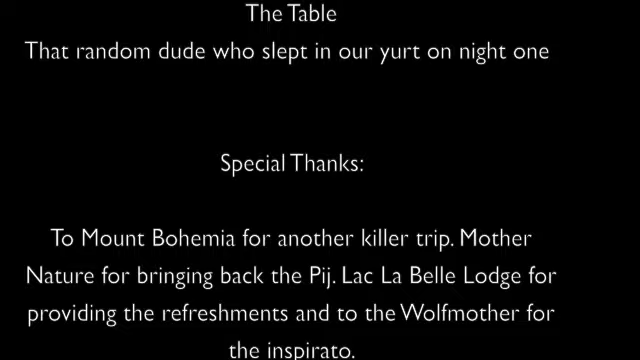 The Table
That random dude who slept in our yurt on night one
Special Thanks:
To Mount Bohemia for another killer trip. Mother
Nature for bringing back the Pij. Lac La Belle Lodge for
providing the refreshments and to the Wolfmother for
the inspirato.